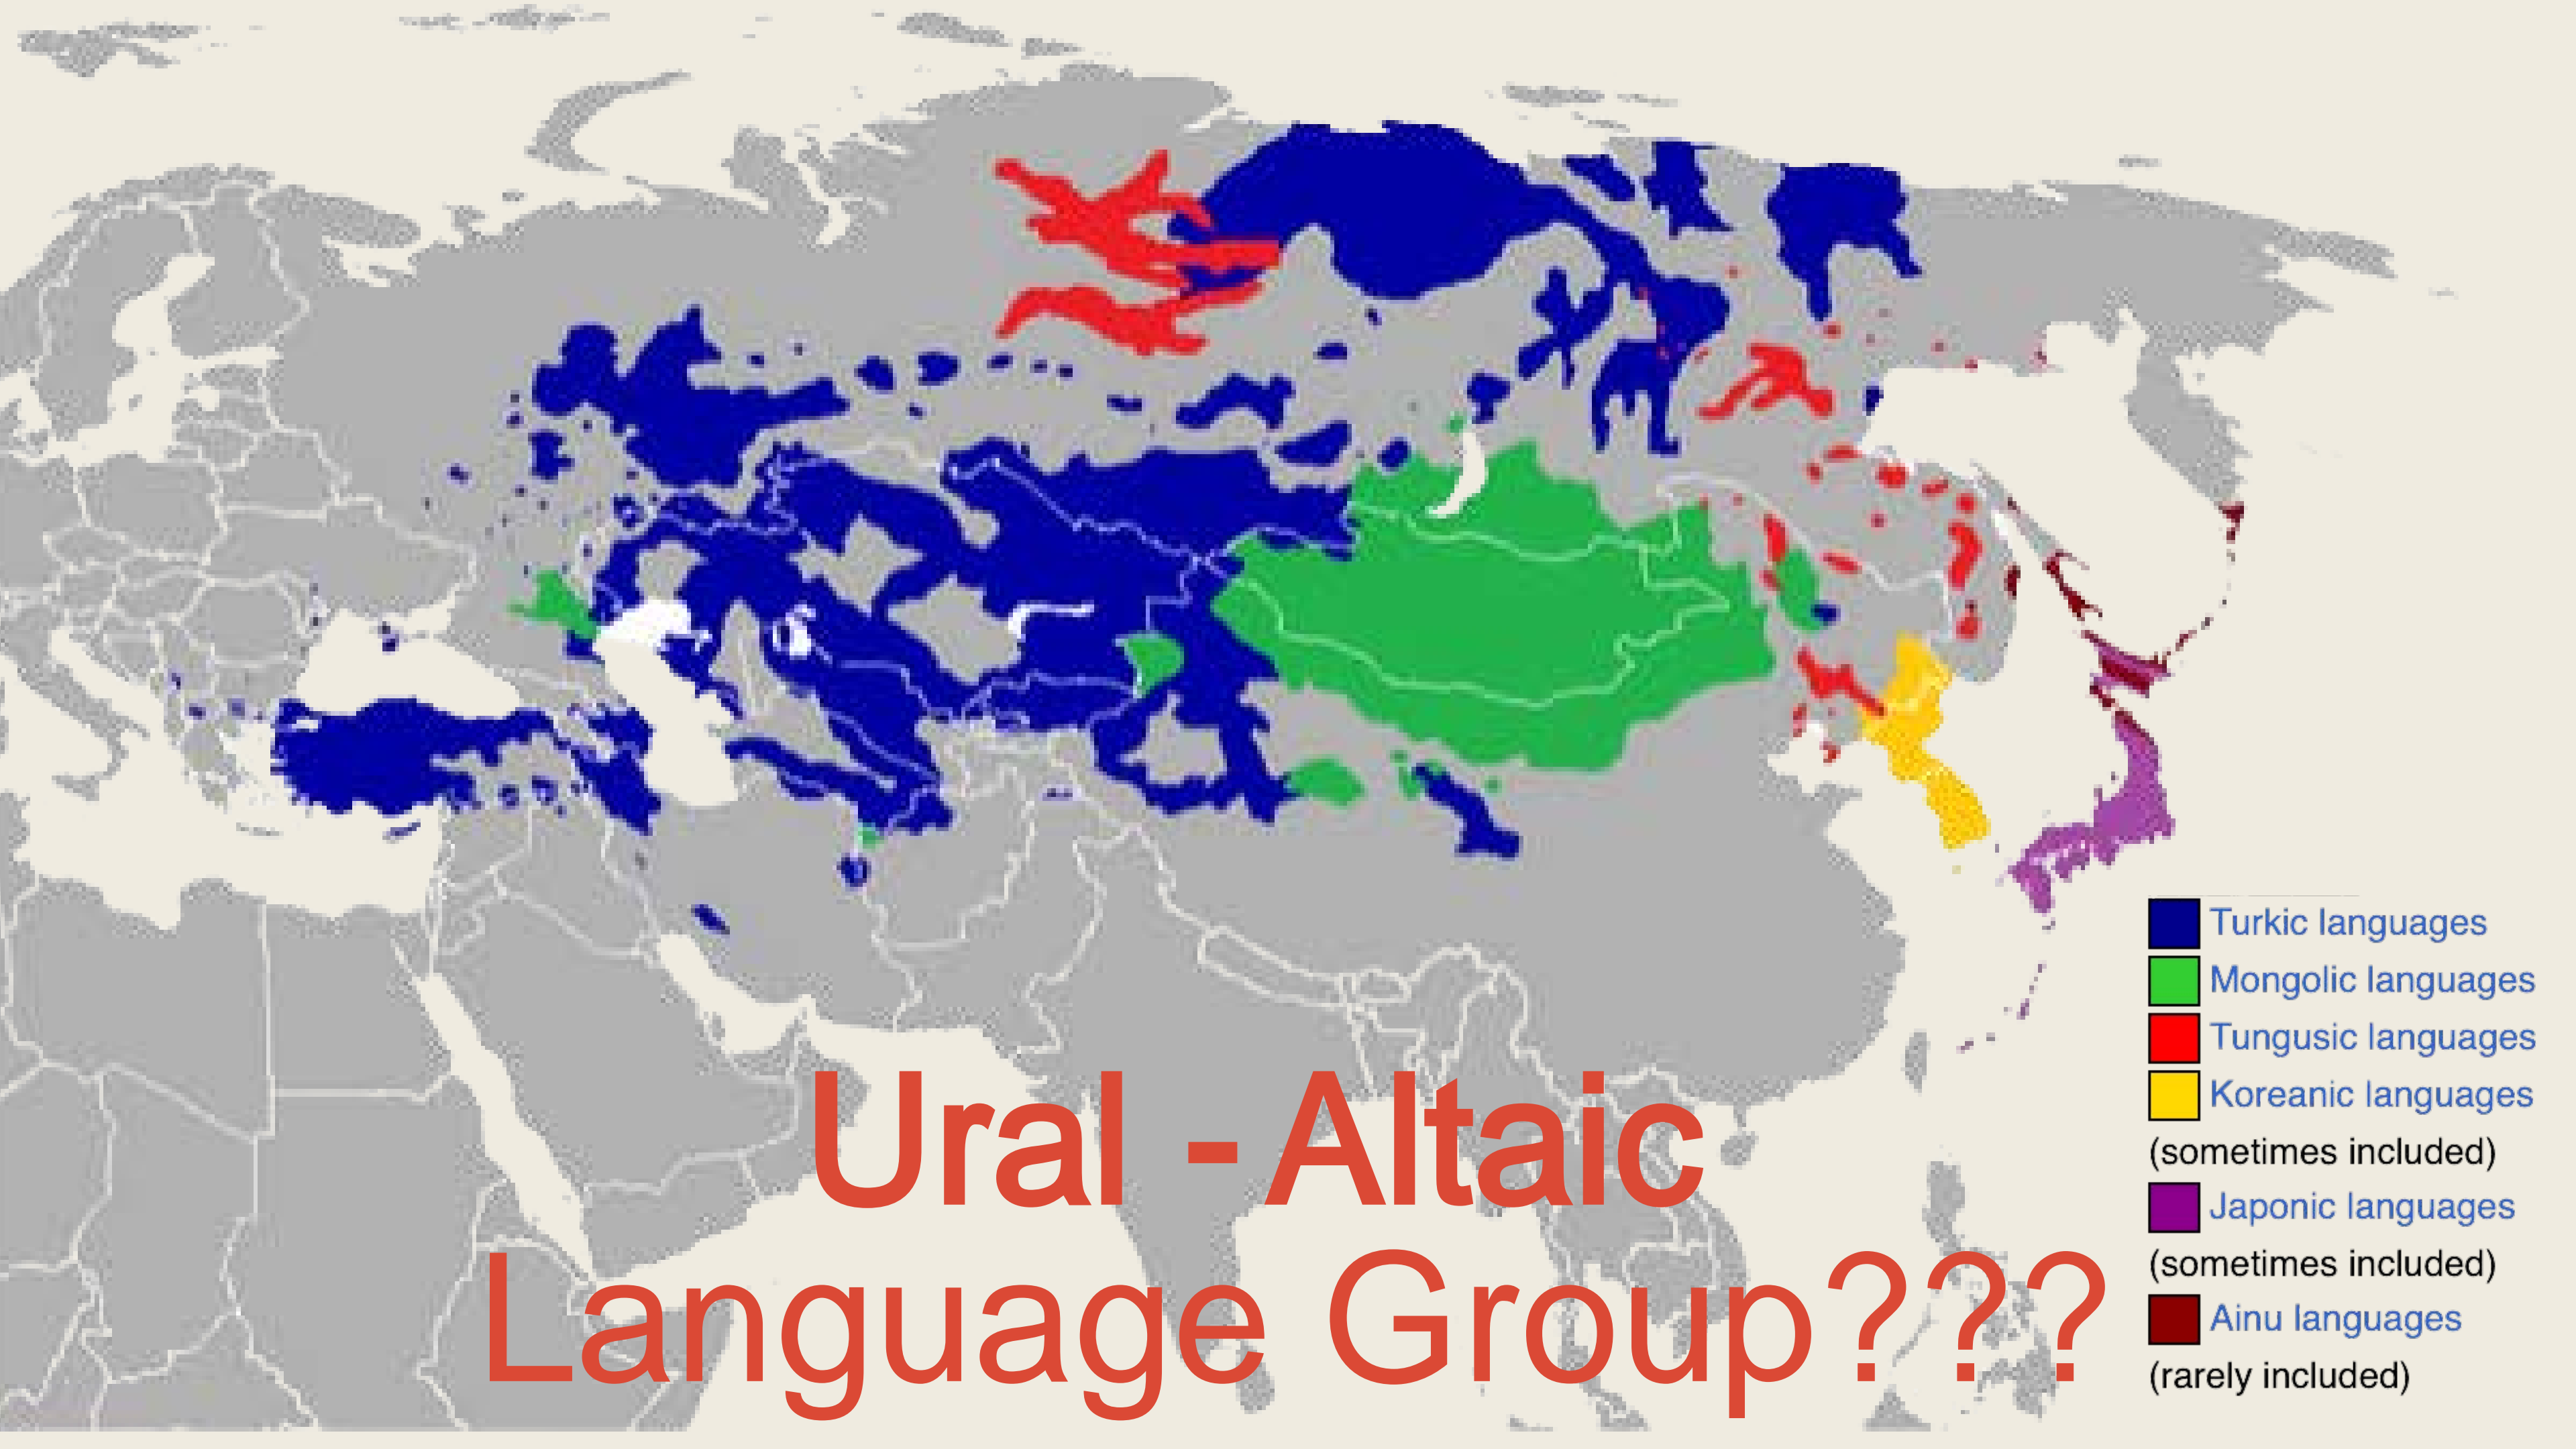 Ural - Altaic
Language Group???
Turkic languages
Mongolic languages
Tungusic languages
Koreanic languages
(sometimes included)
Japonic languages
(sometimes included)
Ainu languages
(rarely included)